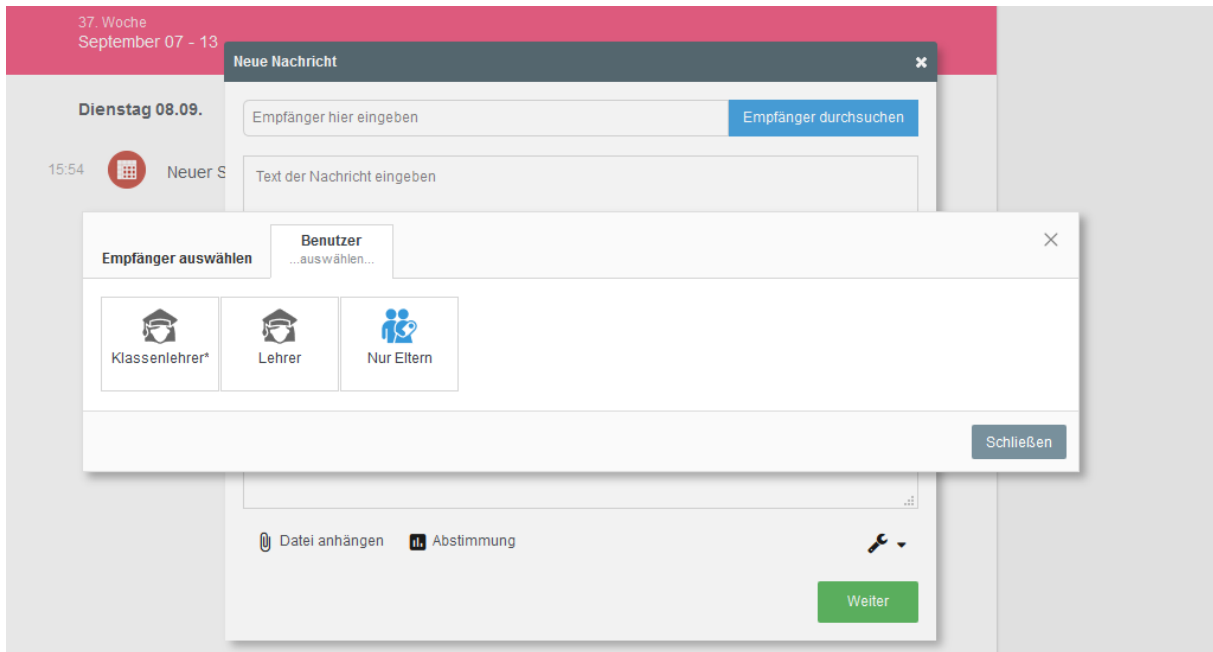 37. Woche
September 07 - 13
Neue Nachricht
Dienstag 08.09.
Empfänger hier eingeben
Empfänger durchsuchen
15:54
Neuer S
Text der Nachricht eingeben
Empfänger auswählen
Benutzer
...auswählen...
Klassenlehrer*
Lehrer
Nur Eltern
Schließen
Datei anhängen
Abstimmung
Weiter